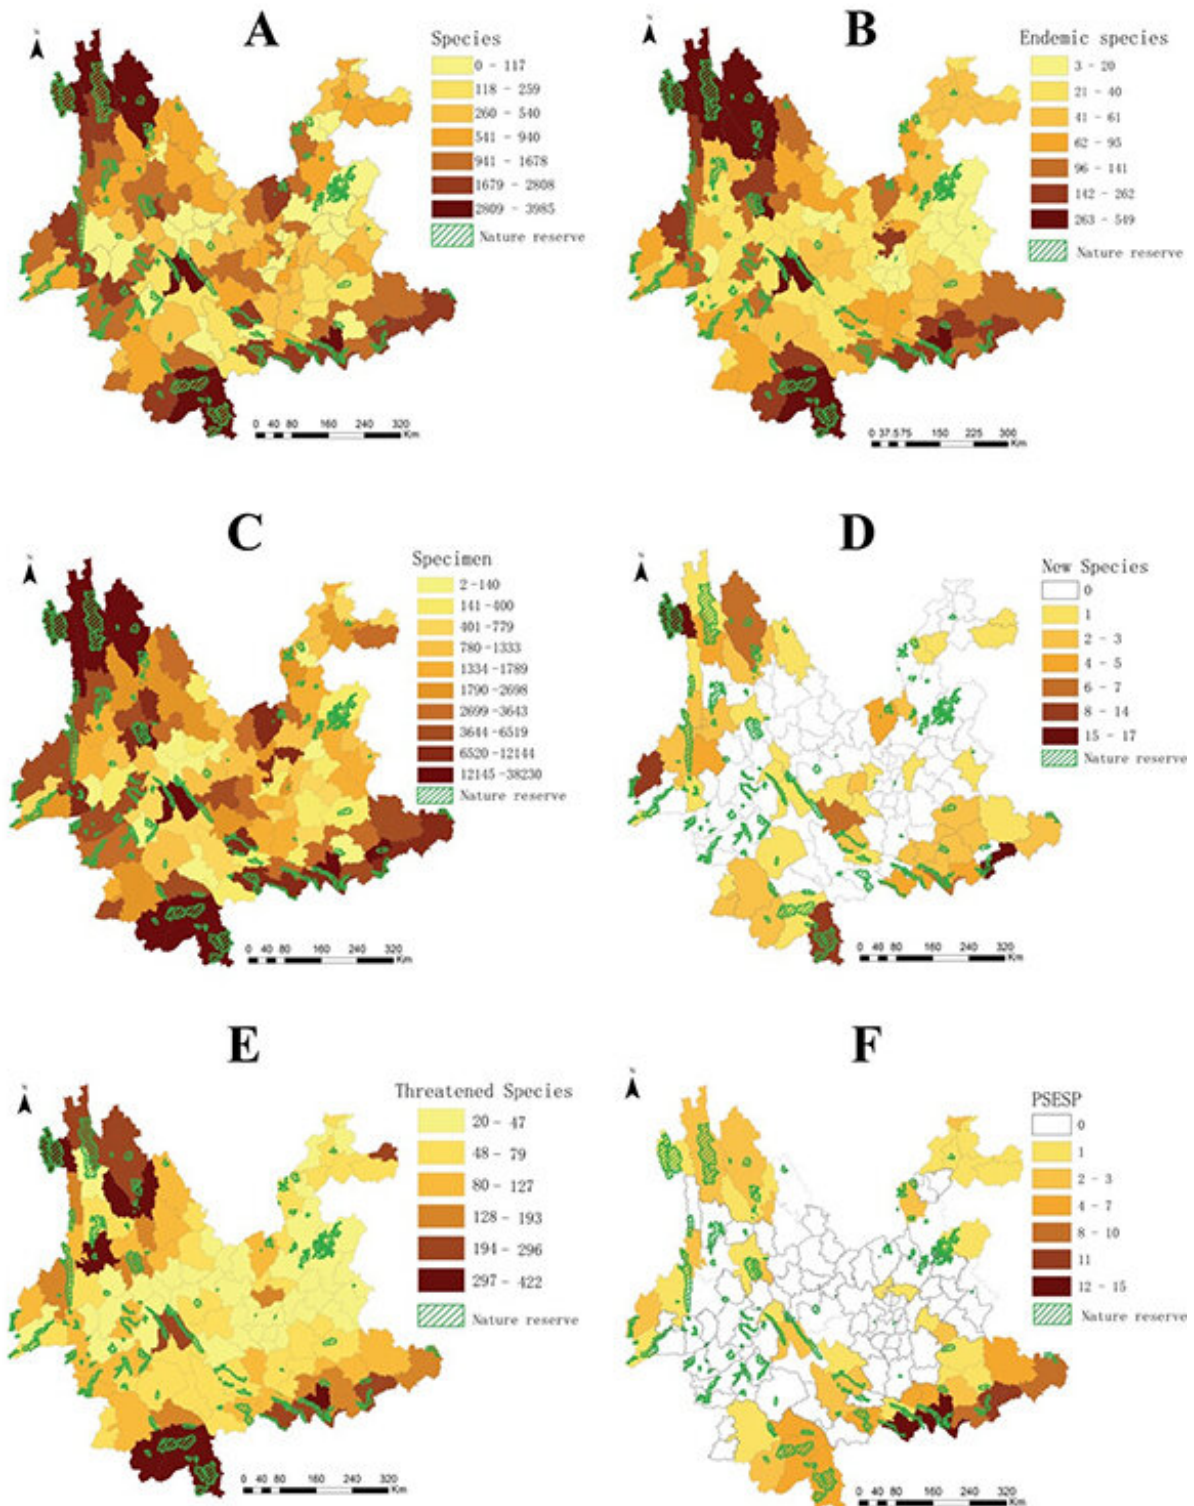 A
N
Species
0 - 117
118 - 259
260 - 540
541 - 940
941 - 1678
1679 - 2808
2809 - 3985
Nature reserve
0 40 80 160 240 320
Km
B
N
Endemic species
3 - 20
21 - 40
41 - 61
62 - 95
96 - 141
142 - 262
263 - 549
Nature reserve
0 37.575 150 225 300
Km
C
N
Specimen
2 -140
141 -400
401 -779
780 -1333
1334 -1789
1790 -2698
2699 -3643
3644 -6519
6520 -12144
12145 -38230
Nature reserve
0 40 80 160 240 320
Km
D
N
New Species
0
1
2 - 3
4 - 5
6 - 7
8 - 14
15 - 17
Nature reserve
0 40 80 160 240 320
Km
E
N
Threatened Species
20 - 47
48 - 79
80 - 127
128 - 193
194 - 296
297 - 422
Nature reserve
0 40 80 160 240 320
Km
F
N
PSESP
0
1
2 - 3
4 - 7
8 - 10
11
12 - 15
Nature reserve
0 40 80 160 240 320
Km